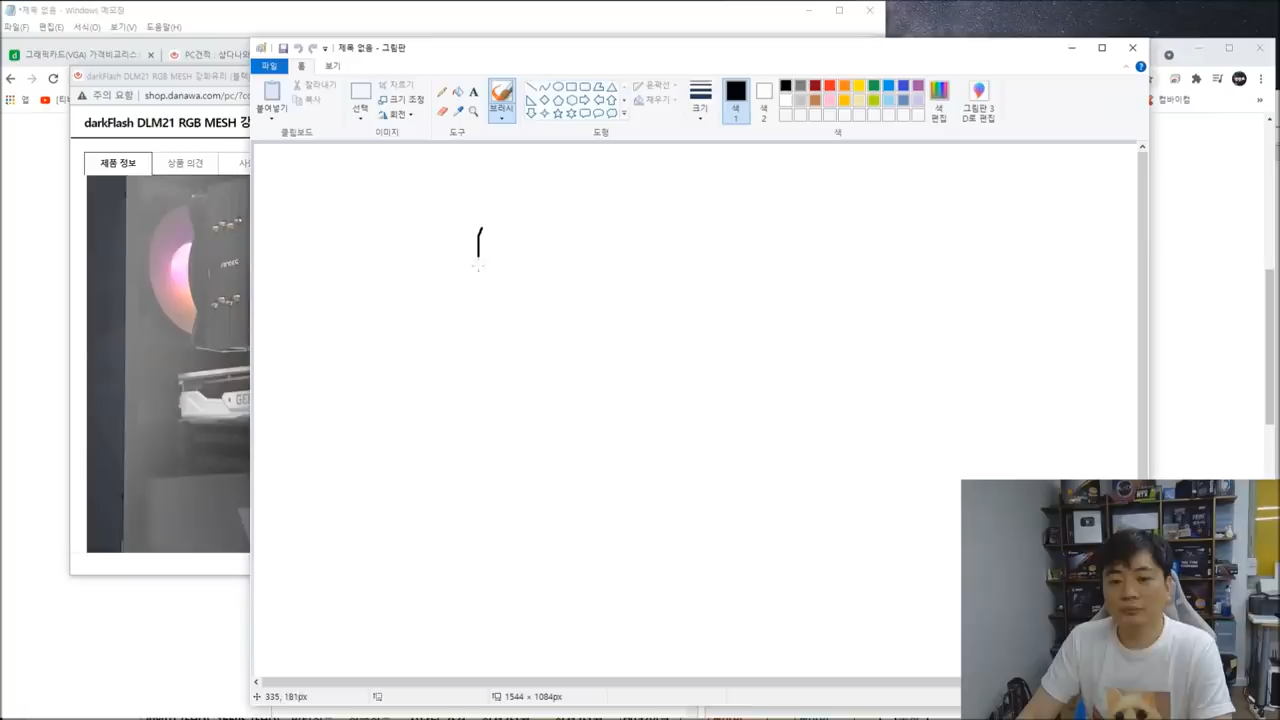 *제목 없음 - Windows 메모장
파일(F) 편집(E) 서식(O) 보기(V) 도움말(H)
그래픽카드(VGA) 가격비교리스 PC견적 : 샵다나와
darkFlash DLM21 RGB MESH 강화유리 (블랙
주의 요함 shop.danawa.com/pc/?c
앱
컴바이컴
darkFlash DLM21 RGB MESH 강
제품 정보 상품 의견
제목 없음 - 그림판
파일 홈 보기
붙여넣기 잘라내기 복사
클립보드
선택 자르기 크기 조정 회전
이미지
도구
브러시
윤곽선 채우기
도형
크기
색 1
색 2
색 편집
그림판 3D로 편집
색
335, 181px
1544 × 1084px